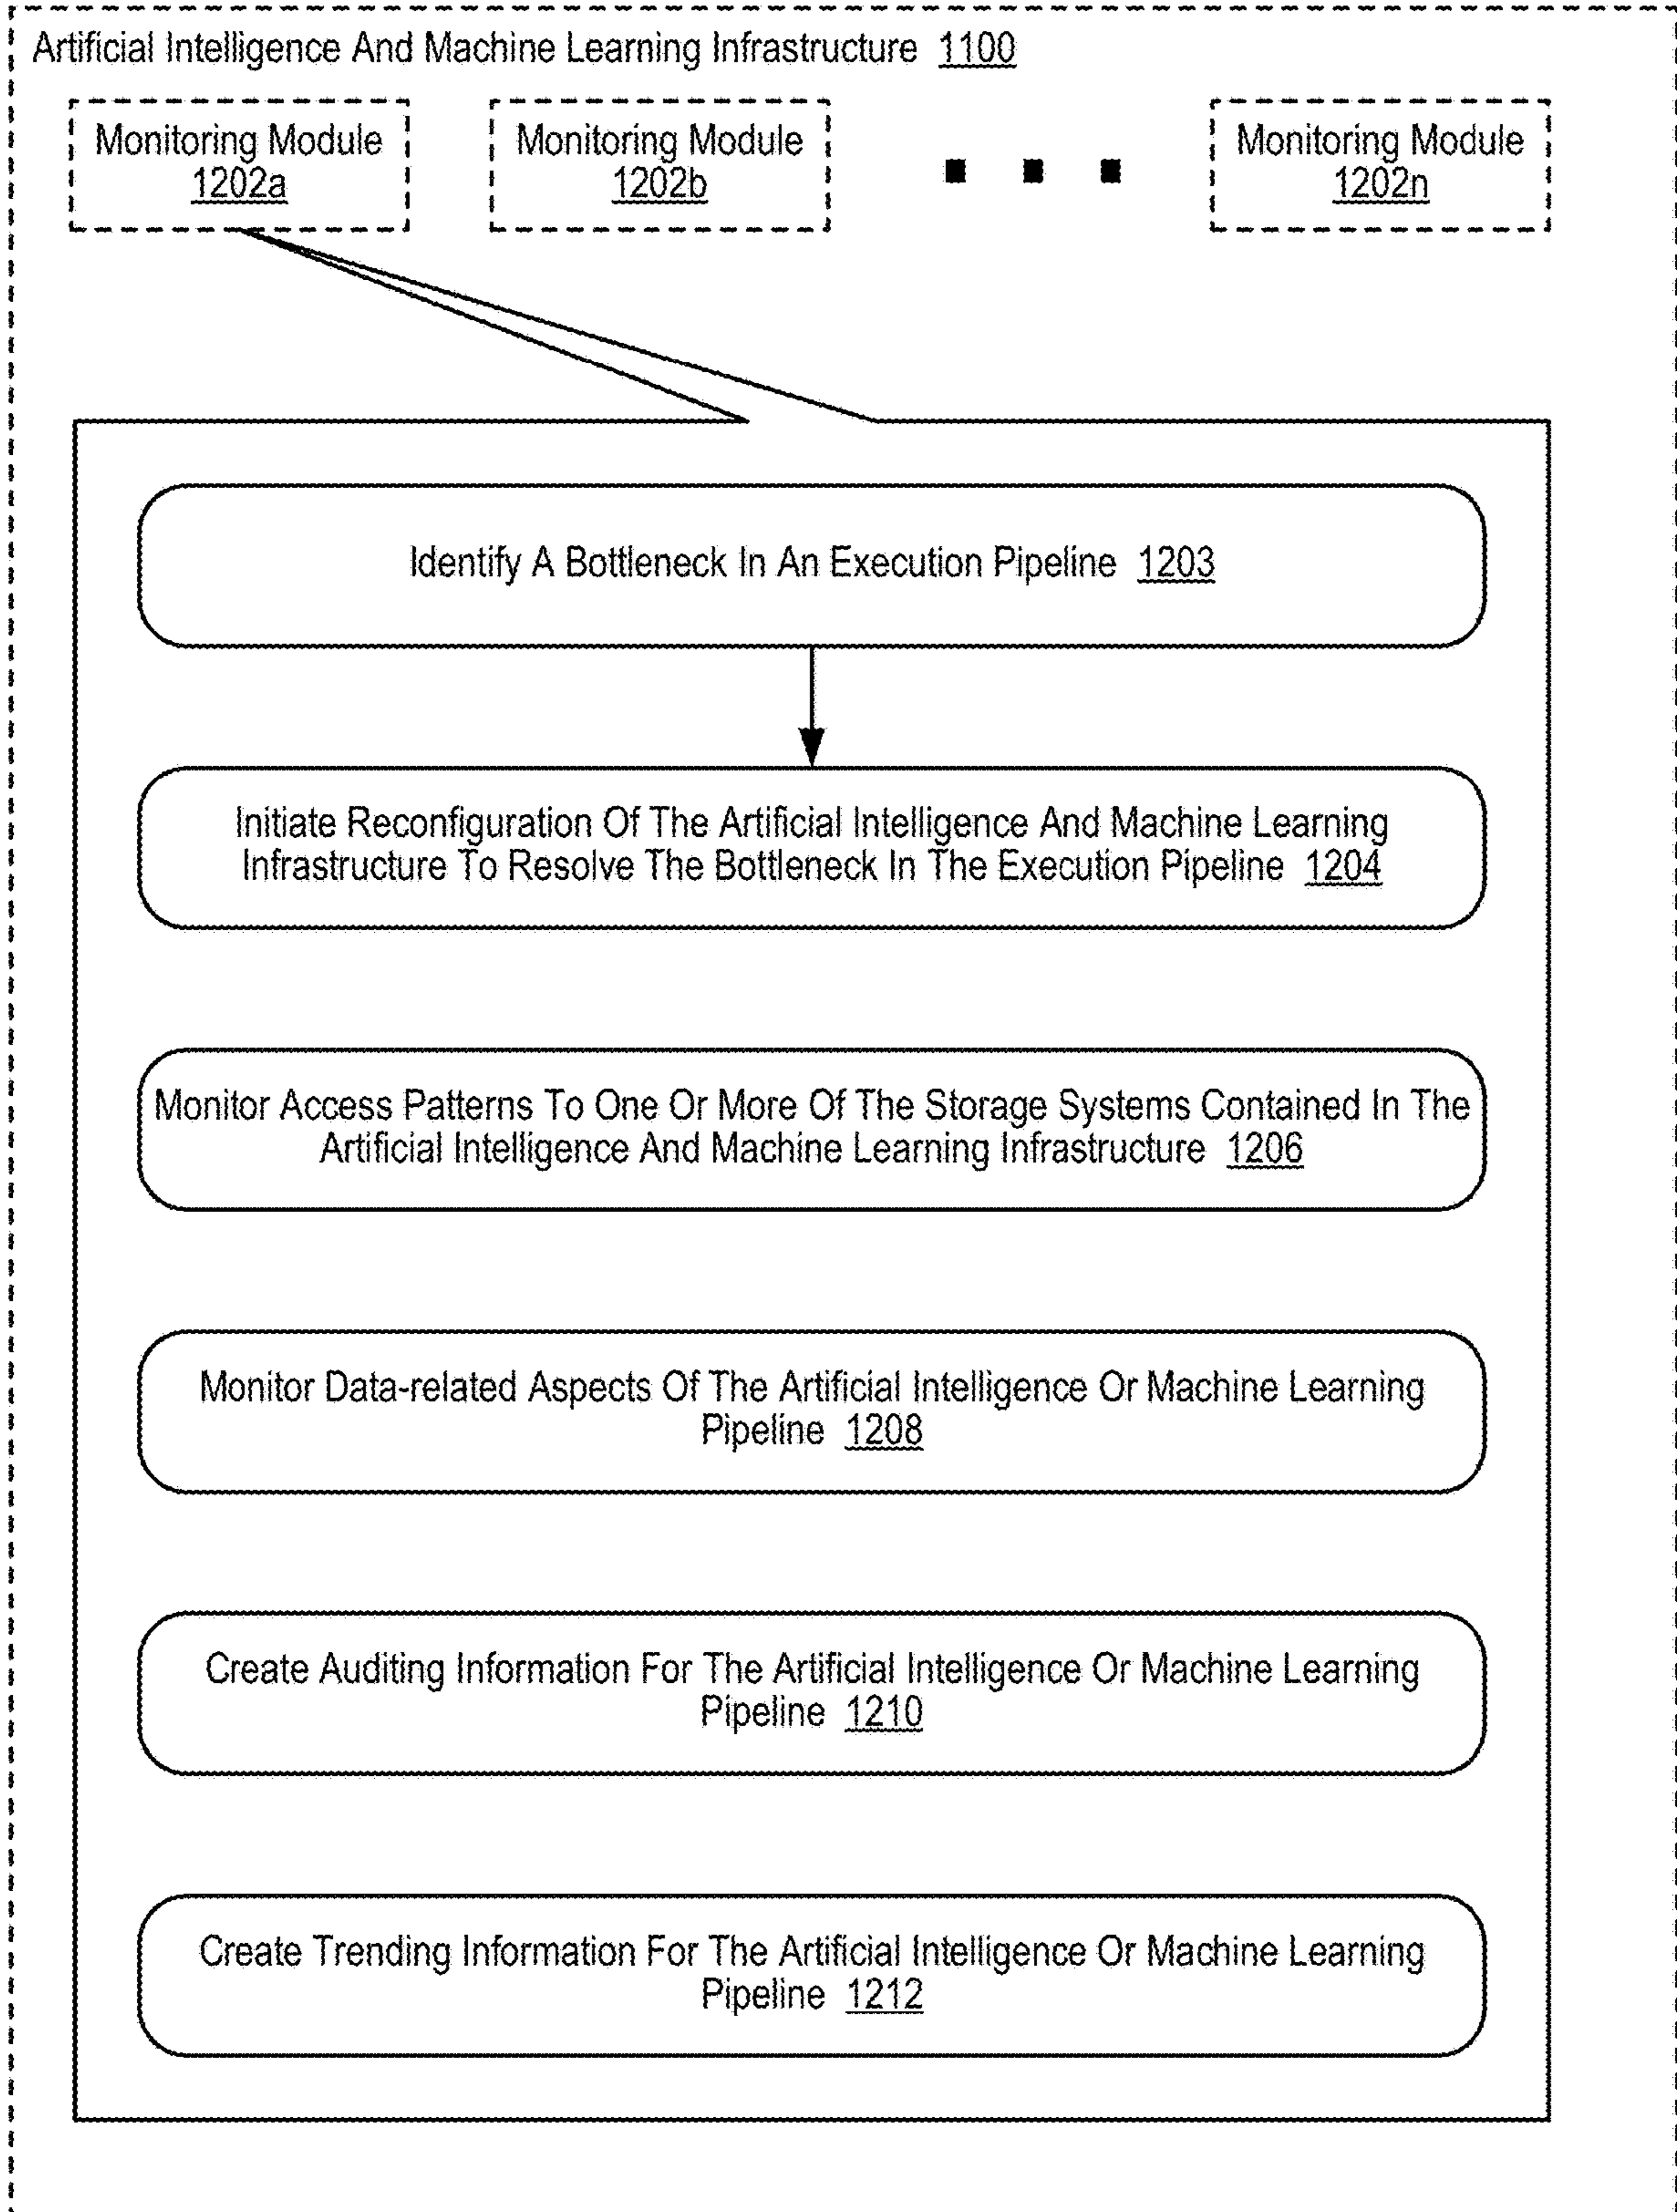 Artificial Intelligence And Machine Learning Infrastructure 1100
Monitoring Module
1202a
Monitoring Module
1202b
Monitoring Module
1202n
Identify A Bottleneck In An Execution Pipeline 1203
Initiate Reconfiguration Of The Artificial Intelligence And Machine Learning
Infrastructure To Resolve The Bottleneck In The Execution Pipeline 1204
Monitor Access Patterns To One Or More Of The Storage Systems Contained In The
Artificial Intelligence And Machine Learning Infrastructure 1206
Monitor Data-related Aspects Of The Artificial Intelligence Or Machine Learning
Pipeline 1208
Create Auditing Information For The Artificial Intelligence Or Machine Learning
Pipeline 1210
Create Trending Information For The Artificial Intelligence Or Machine Learning
Pipeline 1212